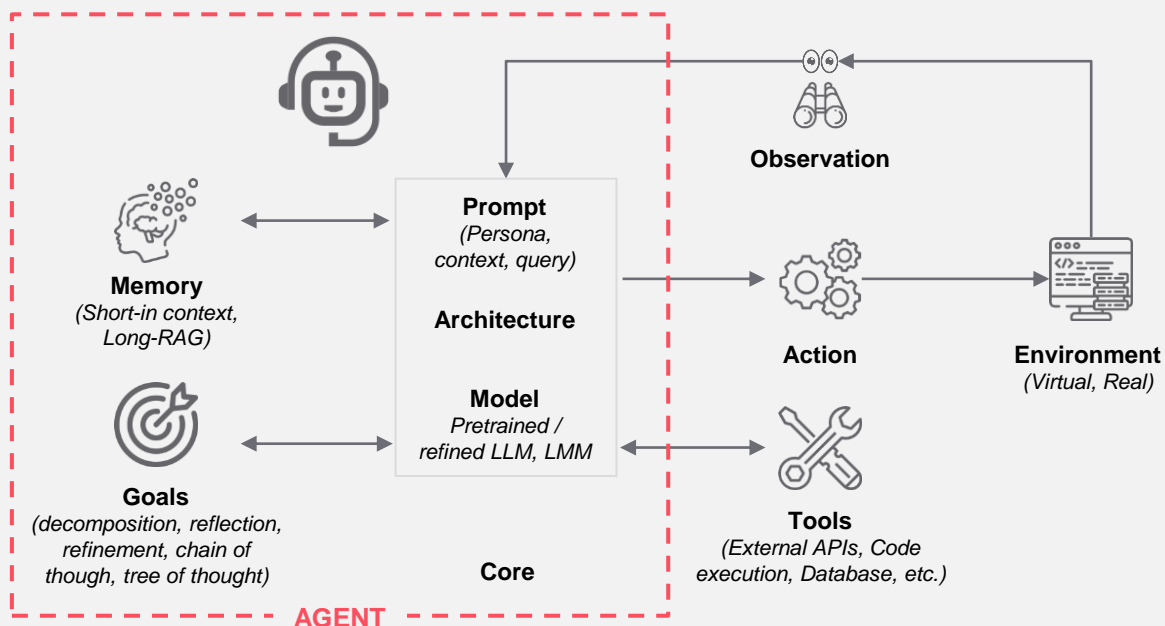 Observation
Prompt
(Persona,
context, query)
Memory
(Short-in context,
Long-RAG)
Architecture
Action
Environment
(Virtual, Real)
Model
Pretrained /
refined LLM, LMM
Goals
(decomposition, reflection,
refinement, chain of
though, tree of thought)
Tools
(External APIs, Code
execution, Database, etc.)
Core
AGENT